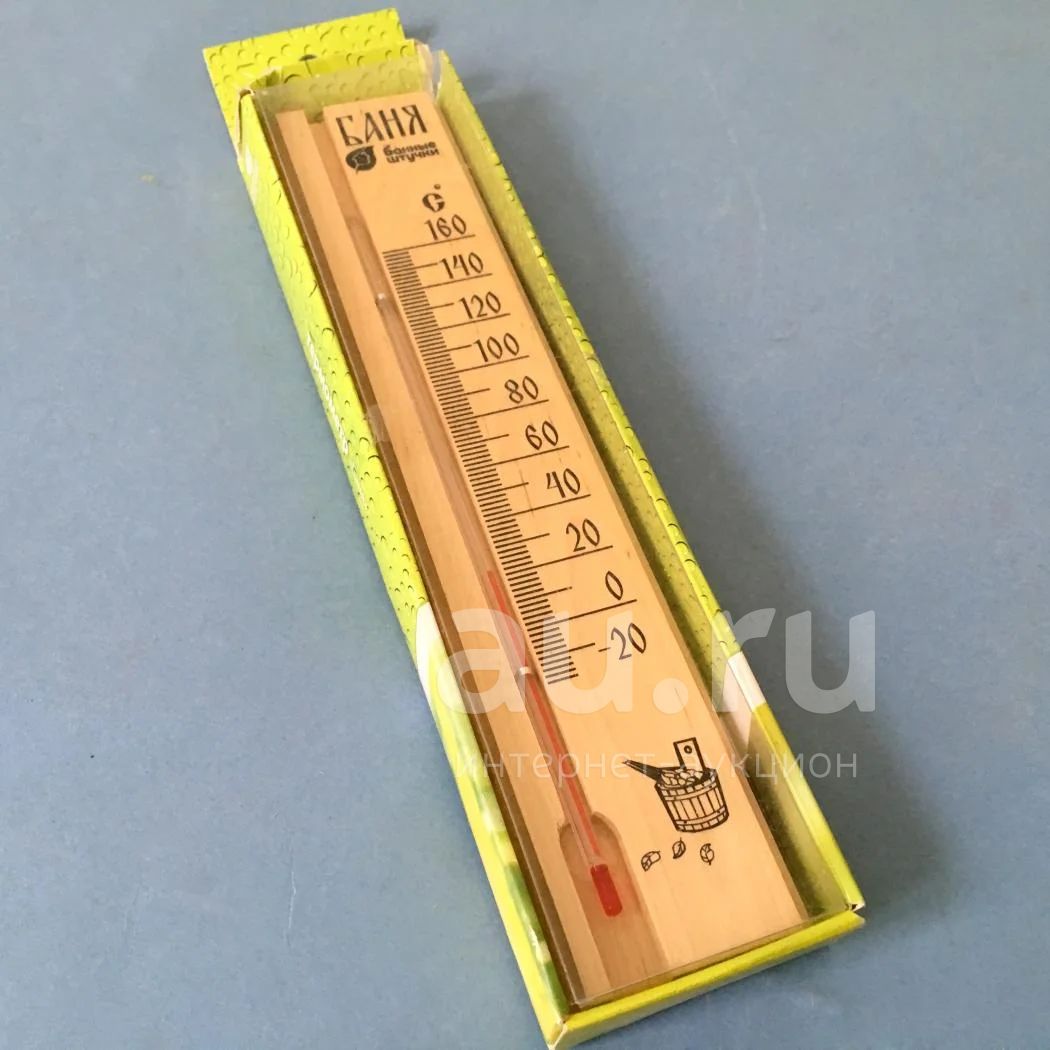 БАНЯ
банные
штучки
C°
160
140
120
100
80
60
40
20
0
-20
au.ru
интернет-аукцион